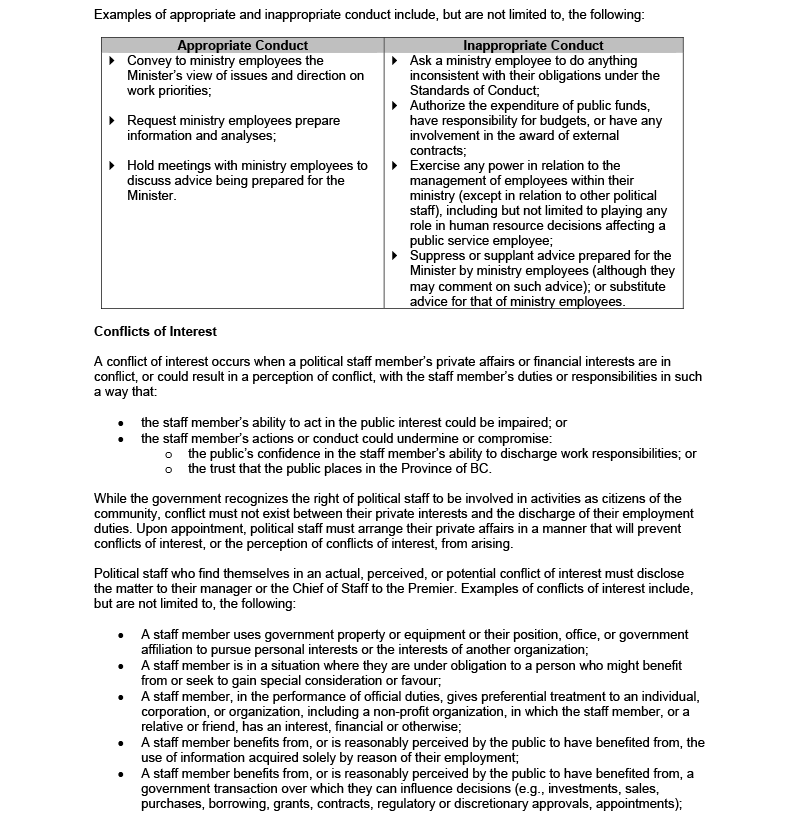 Examples of appropriate and inappropriate conduct include, but are not limited to, the following:
Appropriate Conduct
Convey to ministry employees the
Minister's view of issues and direction on
work priorities;
Request ministry employees prepare
information and analyses;
Hold meetings with ministry employees to
discuss advice being prepared for the
Minister.
Inappropriate Conduct
Ask a ministry employee to do anything
inconsistent with their obligations under the
Standards of Conduct;
Authorize the expenditure of public funds,
have responsibility for budgets, or have any
involvement in the award of external
contracts;
Exercise any power in relation to the
management of employees within their
ministry (except in relation to other political
staff), including but not limited to playing any
role in human resource decisions affecting a
public service employee;
Suppress or supplant advice prepared for the
Minister by ministry employees (although they
may comment on such advice); or substitute
advice for that of ministry employees.
Conflicts of Interest
A conflict of interest occurs when a political staff member's private affairs or financial interests are in
conflict, or could result in a perception of conflict, with the staff member's duties or responsibilities in such
a way that:
• the staff member's ability to act in the public interest could be impaired; or
• the staff member's actions or conduct could undermine or compromise:
o the public's confidence in the staff member's ability to discharge work responsibilities; or
o the trust that the public places in the Province of BC.
While the government recognizes the right of political staff to be involved in activities as citizens of the
community, conflict must not exist between their private interests and the discharge of their employment
duties. Upon appointment, political staff must arrange their private affairs in a manner that will prevent
conflicts of interest, or the perception of conflicts of interest, from arising.
Political staff who find themselves in an actual, perceived, or potential conflict of interest must disclose
the matter to their manager or the Chief of Staff to the Premier. Examples of conflicts of interest include,
but are not limited to, the following:
• A staff member uses government property or equipment or their position, office, or government
affiliation to pursue personal interests or the interests of another organization;
• A staff member is in a situation where they are under obligation to a person who might benefit
from or seek to gain special consideration or favour;
• A staff member, in the performance of official duties, gives preferential treatment to an individual,
corporation, or organization, including a non-profit organization, in which the staff member, or a
relative or friend, has an interest, financial or otherwise;
• A staff member benefits from, or is reasonably perceived by the public to have benefited from, the
use of information acquired solely by reason of their employment;
• A staff member benefits from, or is reasonably perceived by the public to have benefited from, a
government transaction over which they can influence decisions (e.g., investments, sales,
purchases, borrowing, grants, contracts, regulatory or discretionary approvals, appointments);